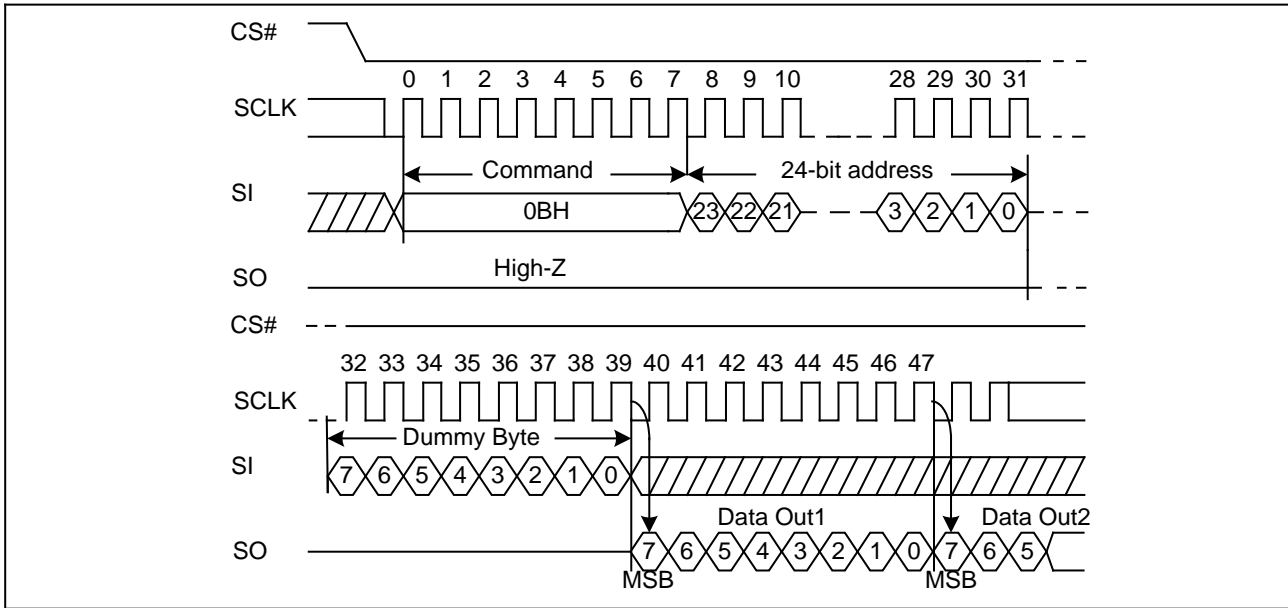 CS#
0 1 2 3 4 5 6 7 8 9 10 28 29 30 31
SCLK
Command 24-bit address
SI
0BH 23 22 21 3 2 1 0
High-Z
SO
CS#
32 33 34 35 36 37 38 39 40 41 42 43 44 45 46 47
SCLK
Dummy Byte
SI
7 6 5 4 3 2 1 0
Data Out1 Data Out2
SO
7 6 5 4 3 2 1 0 7 6 5
MSB MSB